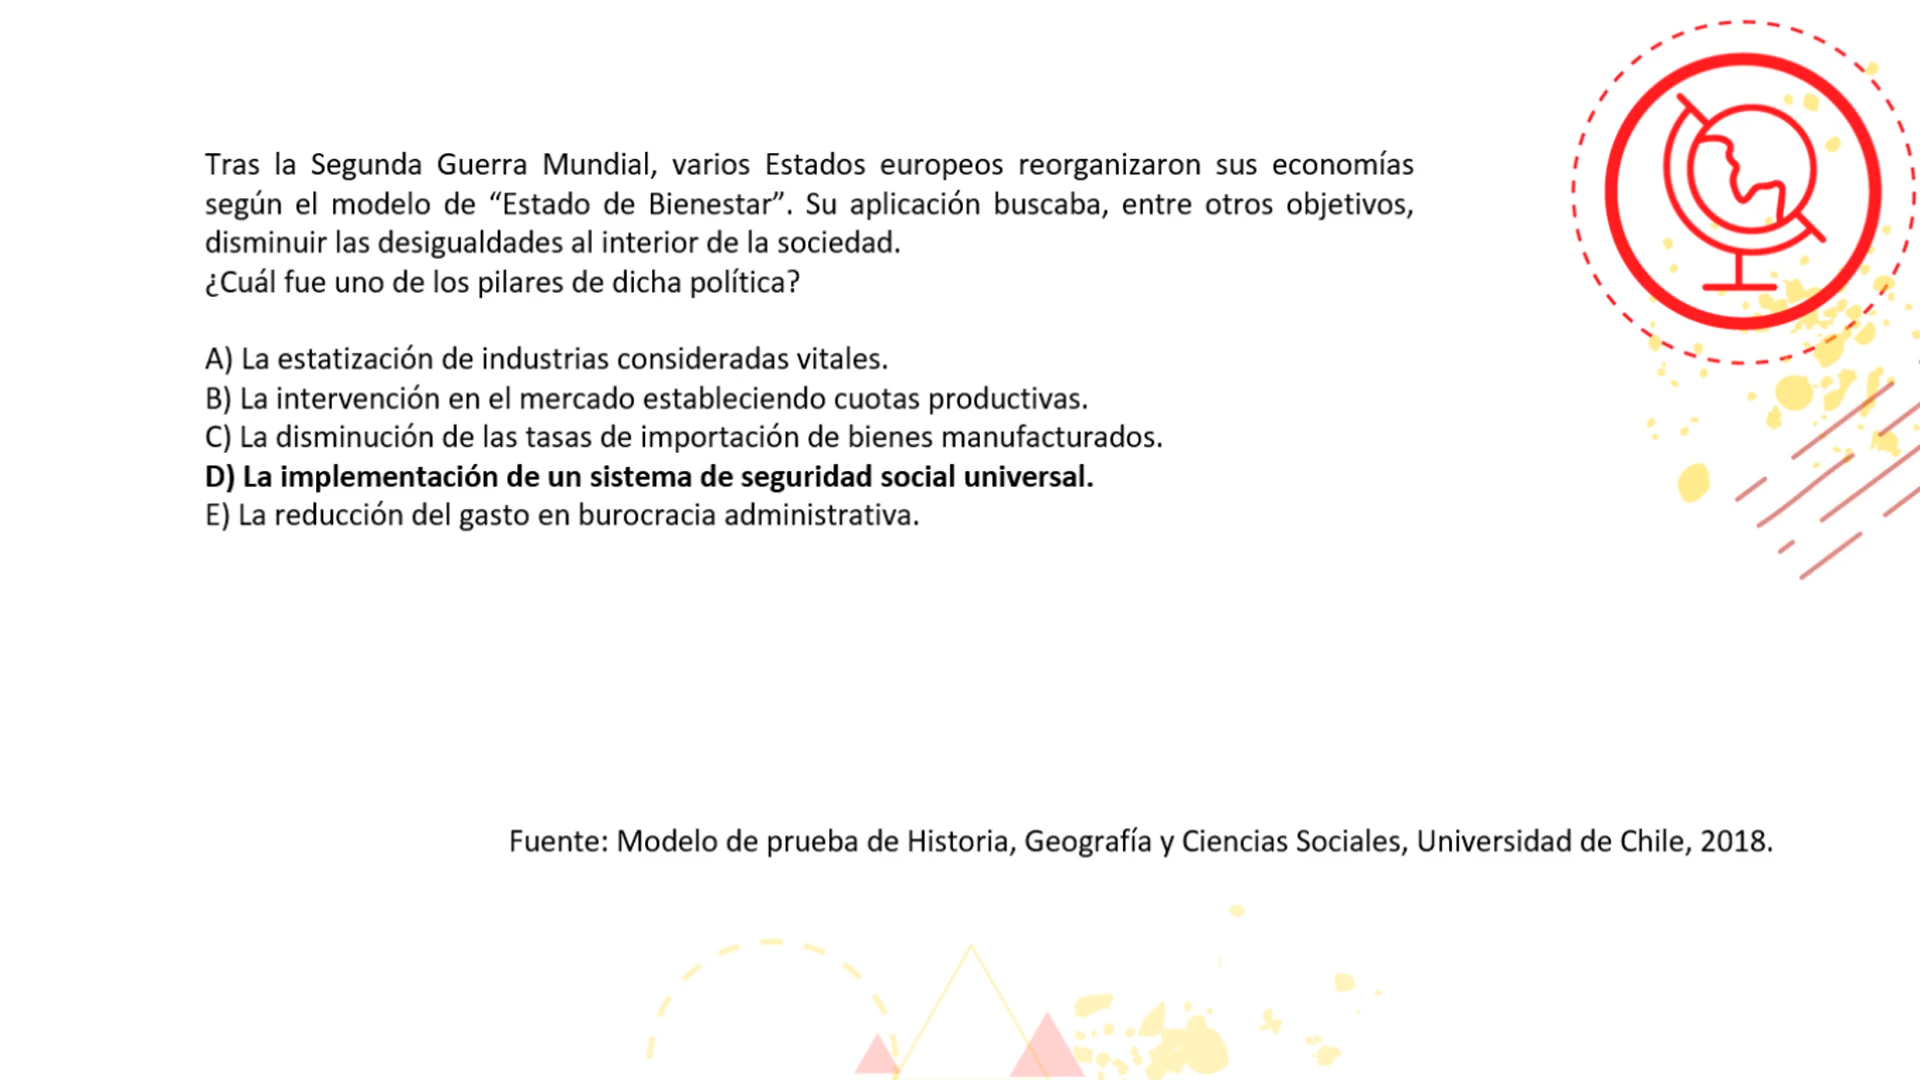 Tras la Segunda Guerra Mundial, varios Estados europeos reorganizaron sus economías
según el modelo de “Estado de Bienestar”. Su aplicación buscaba, entre otros objetivos,
disminuir las desigualdades al interior de la sociedad.
¿Cuál fue uno de los pilares de dicha política?
A) La estatización de industrias consideradas vitales.
B) La intervención en el mercado estableciendo cuotas productivas.
C) La disminución de las tasas de importación de bienes manufacturados.
D) La implementación de un sistema de seguridad social universal.
E) La reducción del gasto en burocracia administrativa.
Fuente: Modelo de prueba de Historia, Geografía y Ciencias Sociales, Universidad de Chile, 2018.